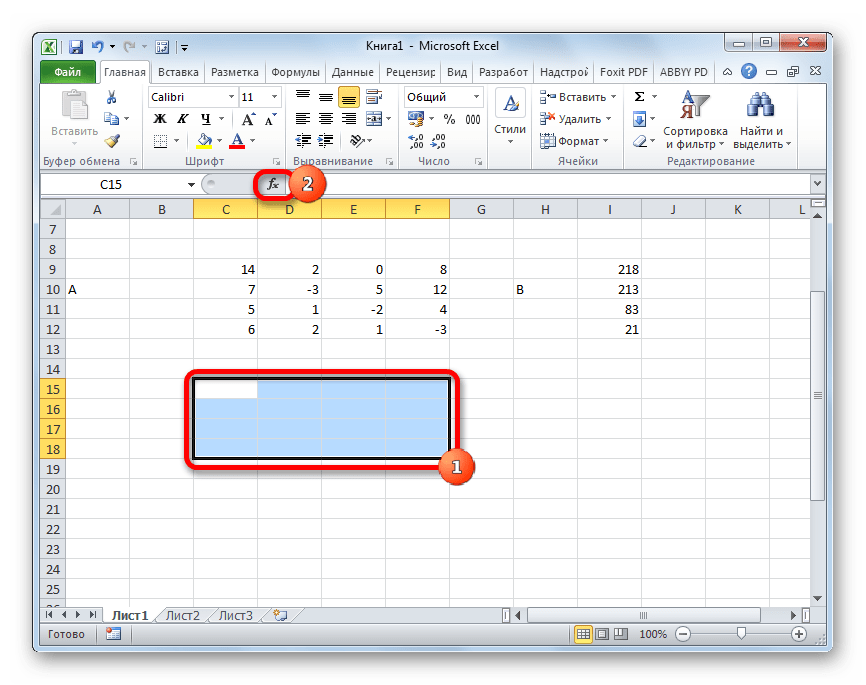 Книга1 - Microsoft Excel
Файл Главная Вставка Разметка Формулы Данные Рецензир Вид Разработ Надстрой Foxit PDF ABBYY PD
Вставить
Calibri 11
Ж К Ч А А
А
Общий
% 000
Стили
Вставить
Удалить
Формат
Σ
Сортировка и фильтр
Найти и выделить
Буфер обмена Шрифт Выравнивание Число Ячейки Редактирование
C15 fx 2
A B C D E F G H I J K L
7
8
9 14 2 0 8 218
10 A 7 -3 5 12 B 213
11 5 1 -2 4 83
12 6 2 1 -3 21
13
14
15
16
17
18
1
19
20
21
22
23
24
25
Лист1 Лист2 Лист3
Готово 100%